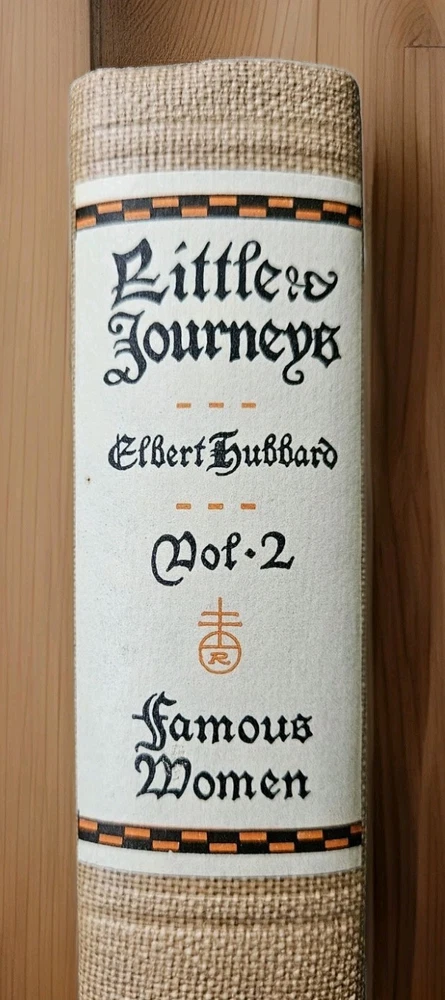 Little
Journeys
Elbert Hubbard
Vol·2
R
Famous
Women